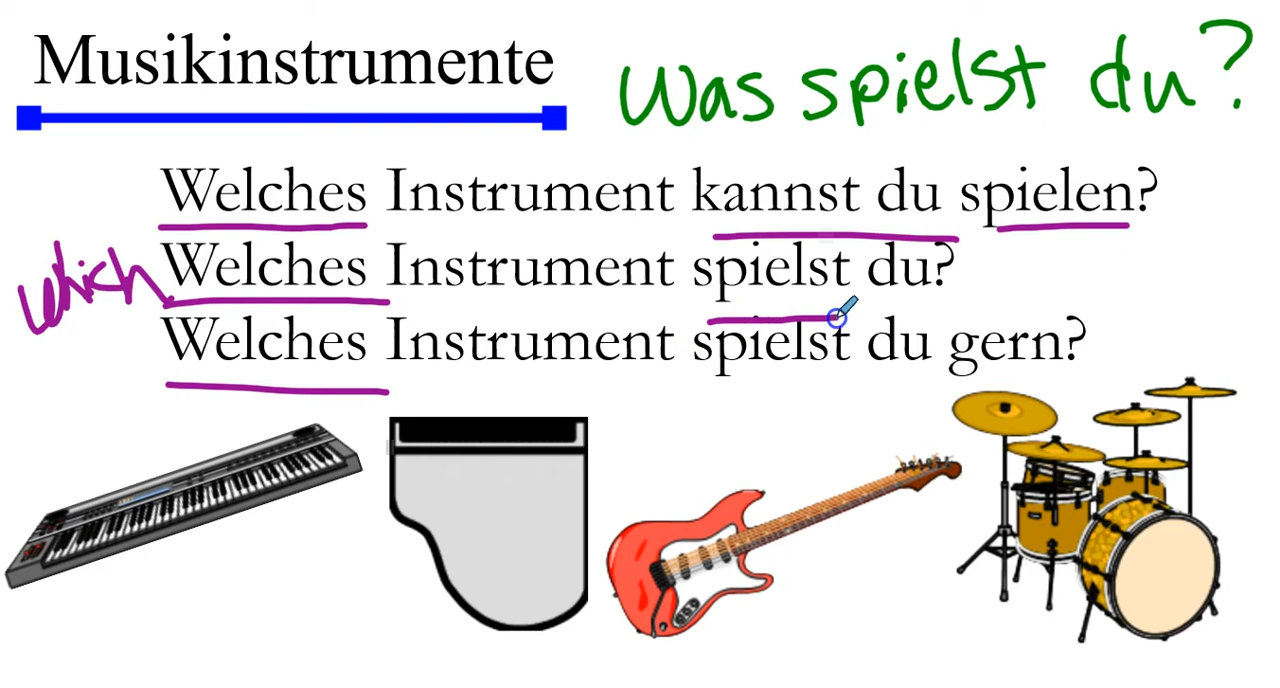 Musikinstrumente
Was spielst du?
Welches Instrument kannst du spielen?
which
Welches Instrument spielst du?
Welches Instrument spielst du gern?